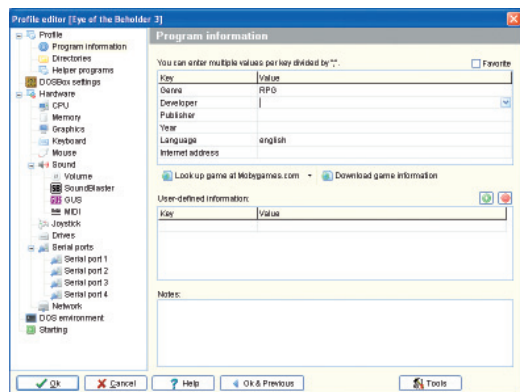 Profile editor [Eye of the Beholder 3]
Profile
Program information
Directories
Helper programs
DOSBox settings
Hardware
CPU
Memory
Graphics
Keyboard
Mouse
Sound
Volume
SoundBlaster
GUS
MIDI
Joystick
Drives
Serial ports
Serial port 1
Serial port 2
Serial port 3
Serial port 4
Network
DOS environment
Starting
Program information
You can enter multiple values per key divided by ";".
Favorite
Key Value
Genre RPG
Developer
Publisher
Year
Language english
Internet address
Look up game at Mobygames.com
Download game information
User-defined information:
Key Value
Notes:
Ok
Cancel
Help
Ok & Previous
Tools